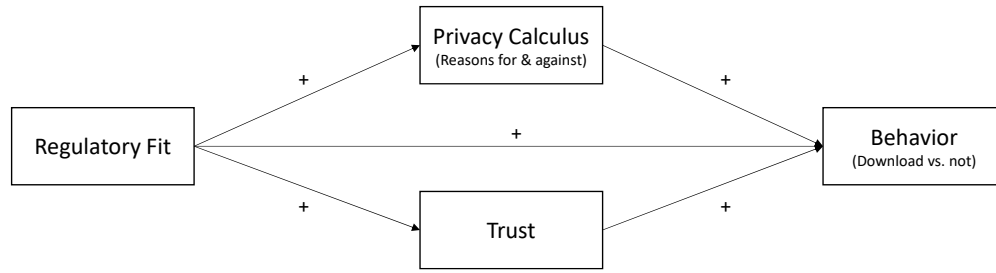 Privacy Calculus
(Reasons for & against)
+
+
Regulatory Fit
+
Behavior
(Download vs. not)
+
+
Trust